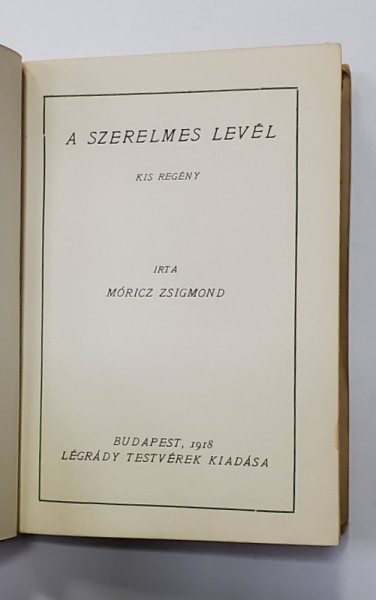 A SZERELMES LEVÉL
KIS REGÉNY
IRTA
MÓRICZ ZSIGMOND
BUDAPEST, 1918
LÉGRÁDY TESTVÉREK KIADÁSA